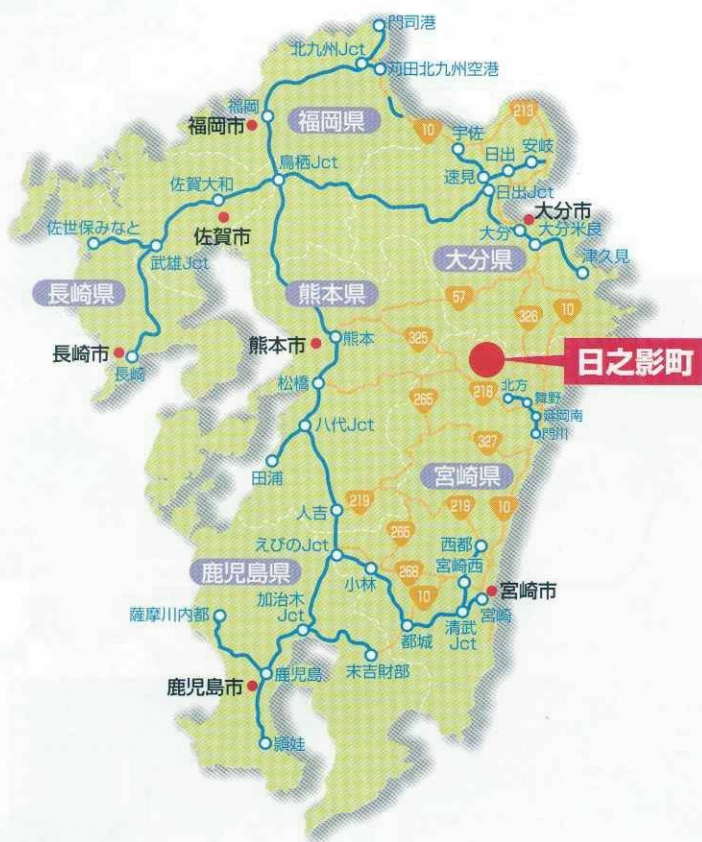 門司港
北九州Jct
苅田北九州空港
福岡
福岡市
福岡県
10
213
宇佐
日出
安岐
鳥栖Jct
速見
日出Jct
佐賀大和
佐世保みなと
佐賀市
大分市
大分
大分米良
武雄Jct
大分県
津久見
長崎県
熊本県
57
10
326
325
熊本市
熊本
長崎市
長崎
日之影町
松橋
265
218
北方
舞野
延岡南
門川
八代Jct
327
田浦
宮崎県
219
219
10
人吉
265
西都
えびのJct
宮崎西
鹿児島県
小林
268
宮崎市
加治木
Jct
10
宮崎
薩摩川内都
都城
清武
Jct
鹿児島
末吉財部
鹿児島市
頴娃